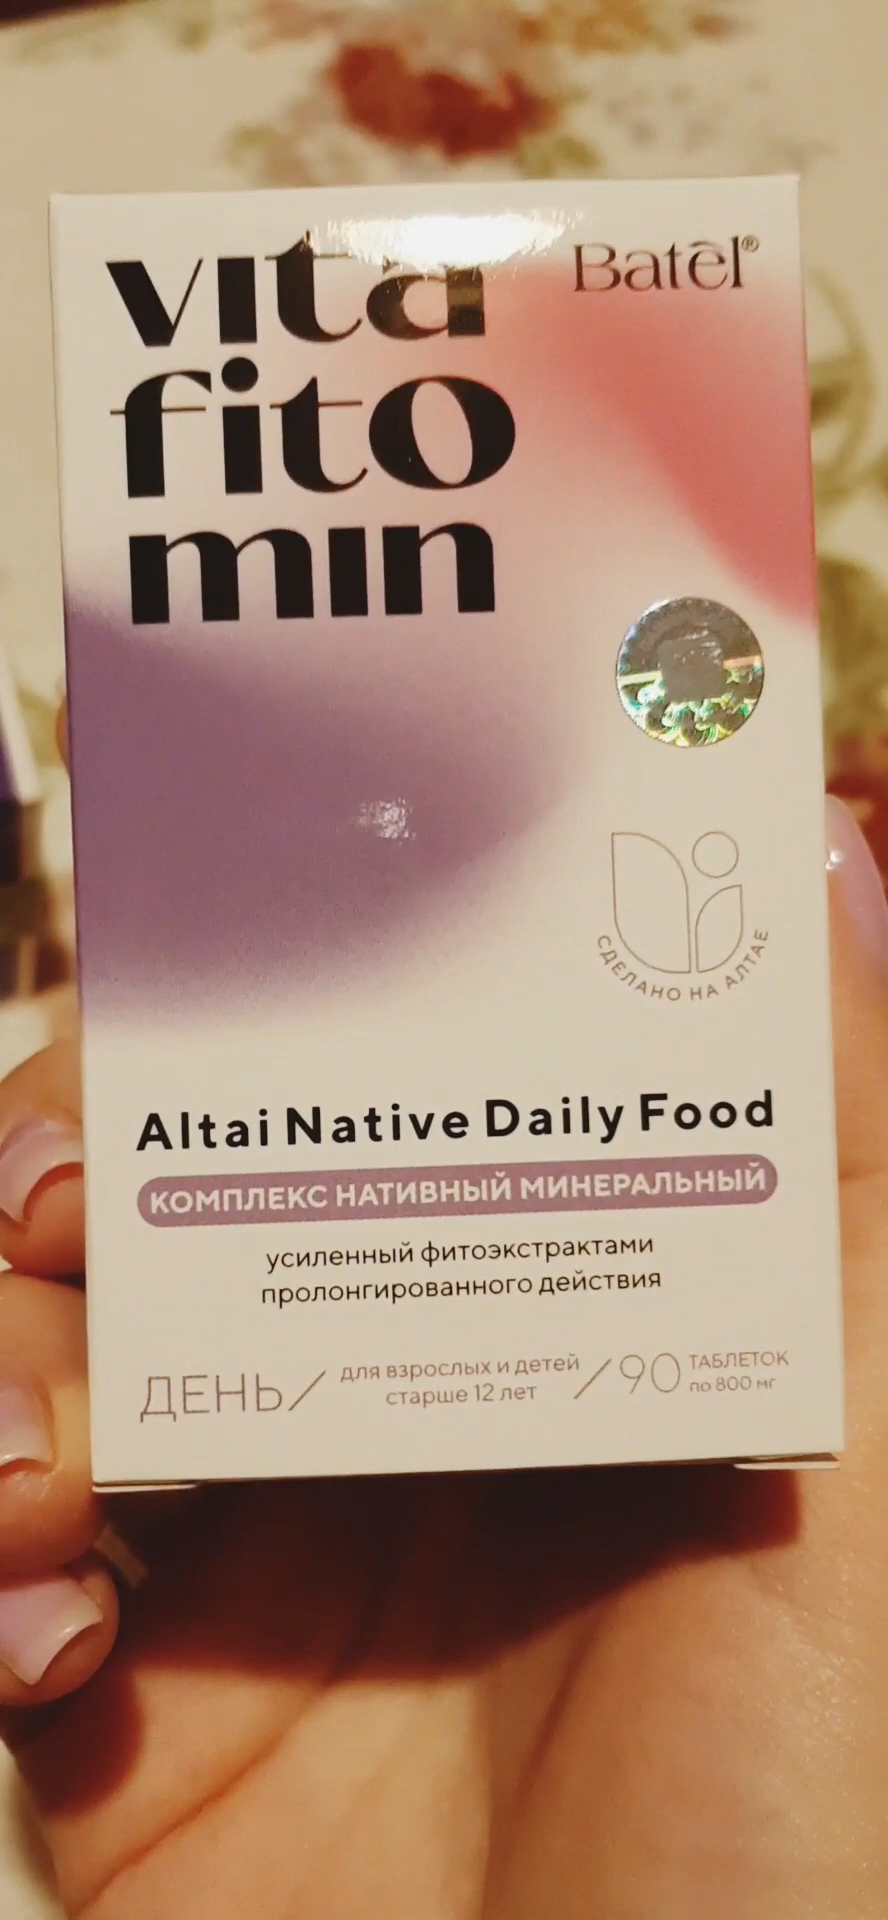 vita
fito
min
Batēl®
СДЕЛАНО НА АЛТАЕ
Altai Native Daily Food
КОМПЛЕКС НАТИВНЫЙ МИНЕРАЛЬНЫЙ
усиленный фитоэкстрактами
пролонгированного действия
ДЕНЬ/
для взрослых и детей
старше 12 лет
/90
ТАБЛЕТОК
по 800 мг